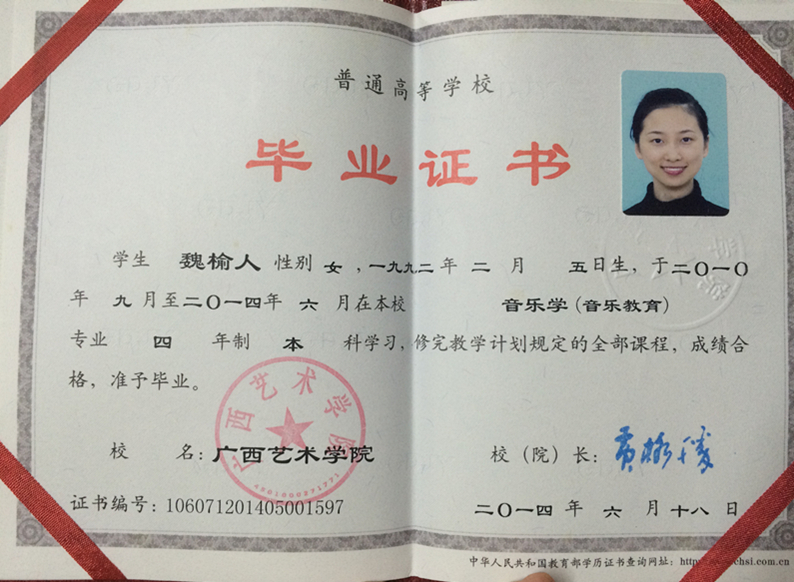 普通高等学校
毕业证书
学生 魏榆人 性别 女，一九九二年 二 月 五日生，于二〇一〇
年 九 月至二〇一四年 六 月在本校 音乐学(音乐教育)
专业 四 年制 本 科学习，修完教学计划规定的全部课程，成绩合
格，准予毕业。
广西艺术学院
校 名：广西艺术学院 校（院）长：
证书编号：106071201405001597 二〇一四 年 六 月 十八 日
中华人民共和国教育部学历证书查询网址：chsi.com.cn